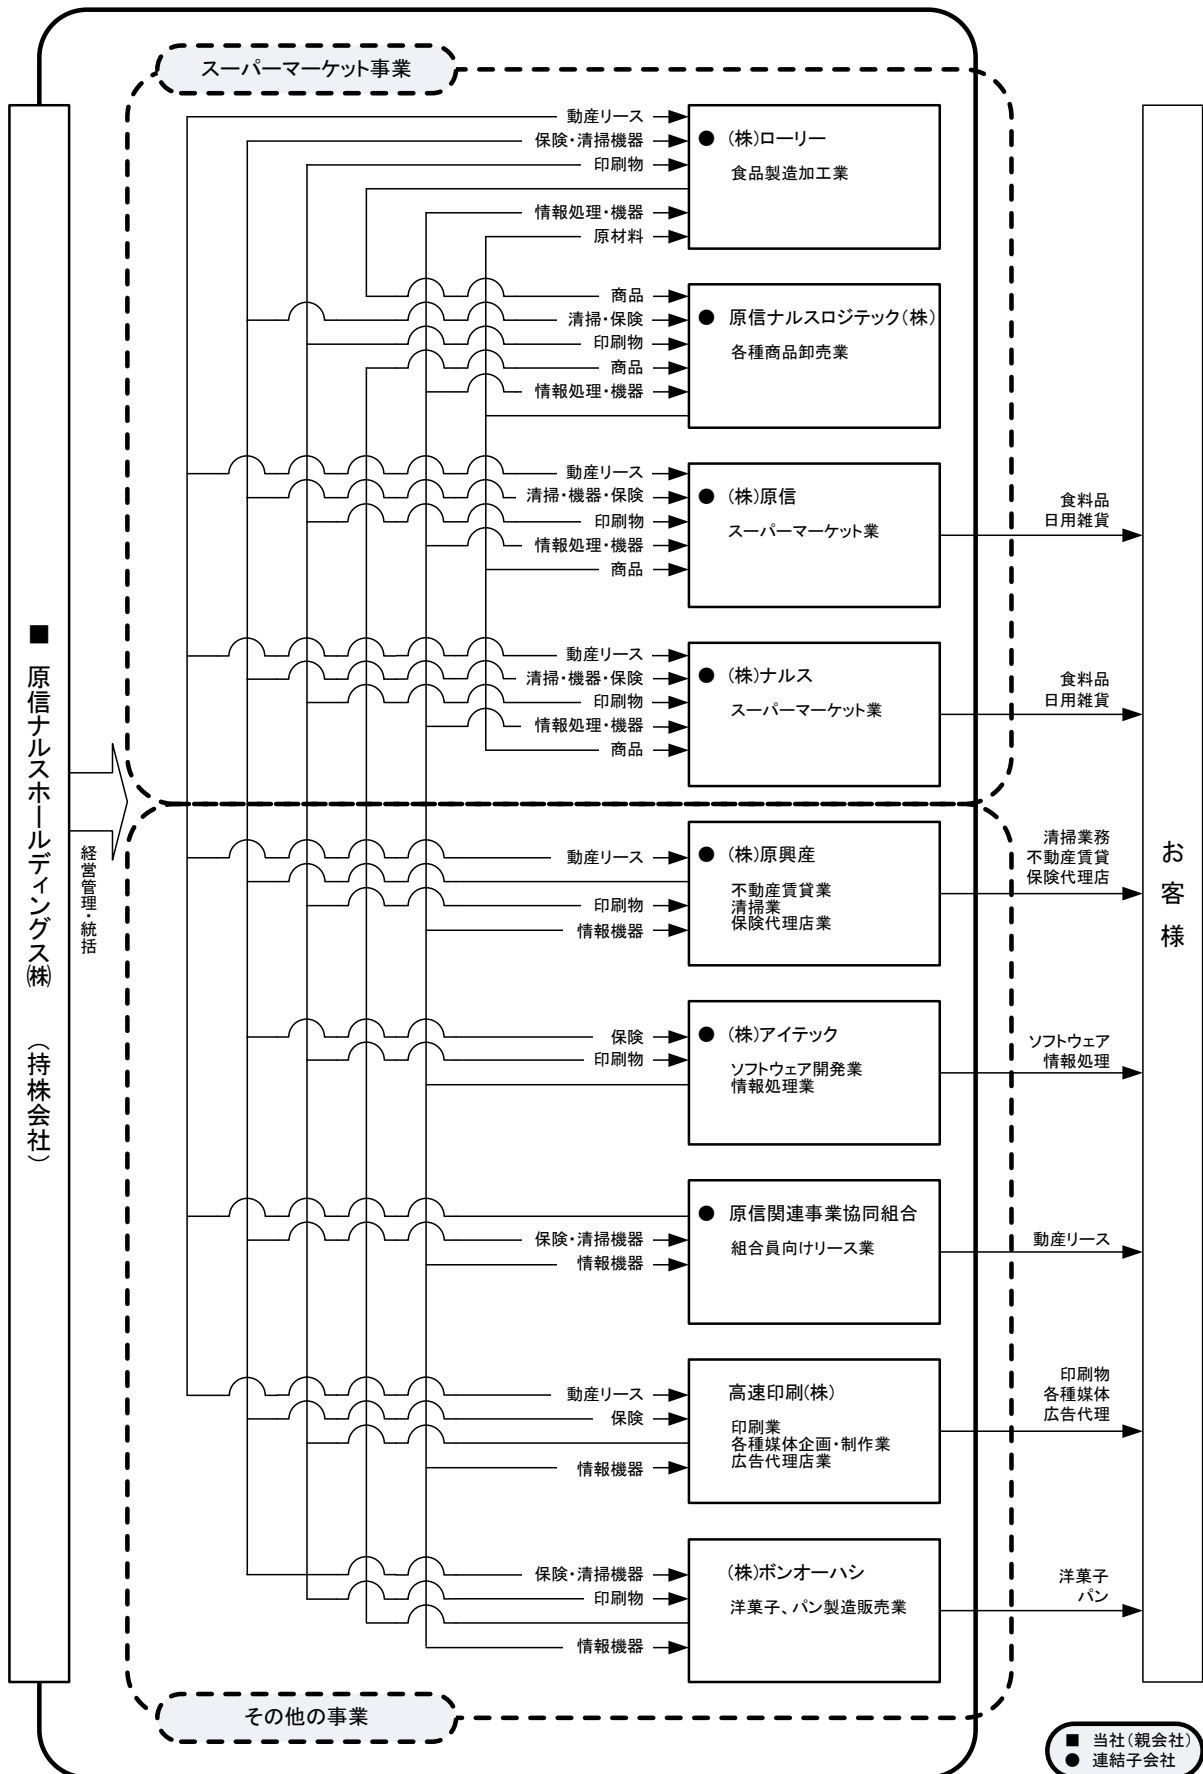 スーパーマーケット事業
■ 原信ナルスホールディングス㈱ (持株会社)
経営管理・統括
動産リース
保険・清掃機器
印刷物
情報処理・機器
原材料
● (株)ローリー
食品製造加工業
商品
清掃・保険
印刷物
商品
情報処理・機器
● 原信ナルスロジテック(株)
各種商品卸売業
動産リース
清掃・機器・保険
印刷物
情報処理・機器
商品
● (株)原信
スーパーマーケット業
食料品
日用雑貨
動産リース
清掃・機器・保険
印刷物
情報処理・機器
商品
● (株)ナルス
スーパーマーケット業
食料品
日用雑貨
動産リース
印刷物
情報機器
● (株)原興産
不動産賃貸業
清掃業
保険代理店業
清掃業務
不動産賃貸
保険代理店
お客様
保険
印刷物
● (株)アイテック
ソフトウェア開発業
情報処理業
ソフトウェア
情報処理
保険・清掃機器
情報機器
● 原信関連事業協同組合
組合員向けリース業
動産リース
動産リース
保険
情報機器
高速印刷(株)
印刷業
各種媒体企画・制作業
広告代理店業
印刷物
各種媒体
広告代理
保険・清掃機器
印刷物
情報機器
(株)ボンオーハシ
洋菓子、パン製造販売業
洋菓子
パン
その他の事業
■ 当社(親会社)
● 連結子会社